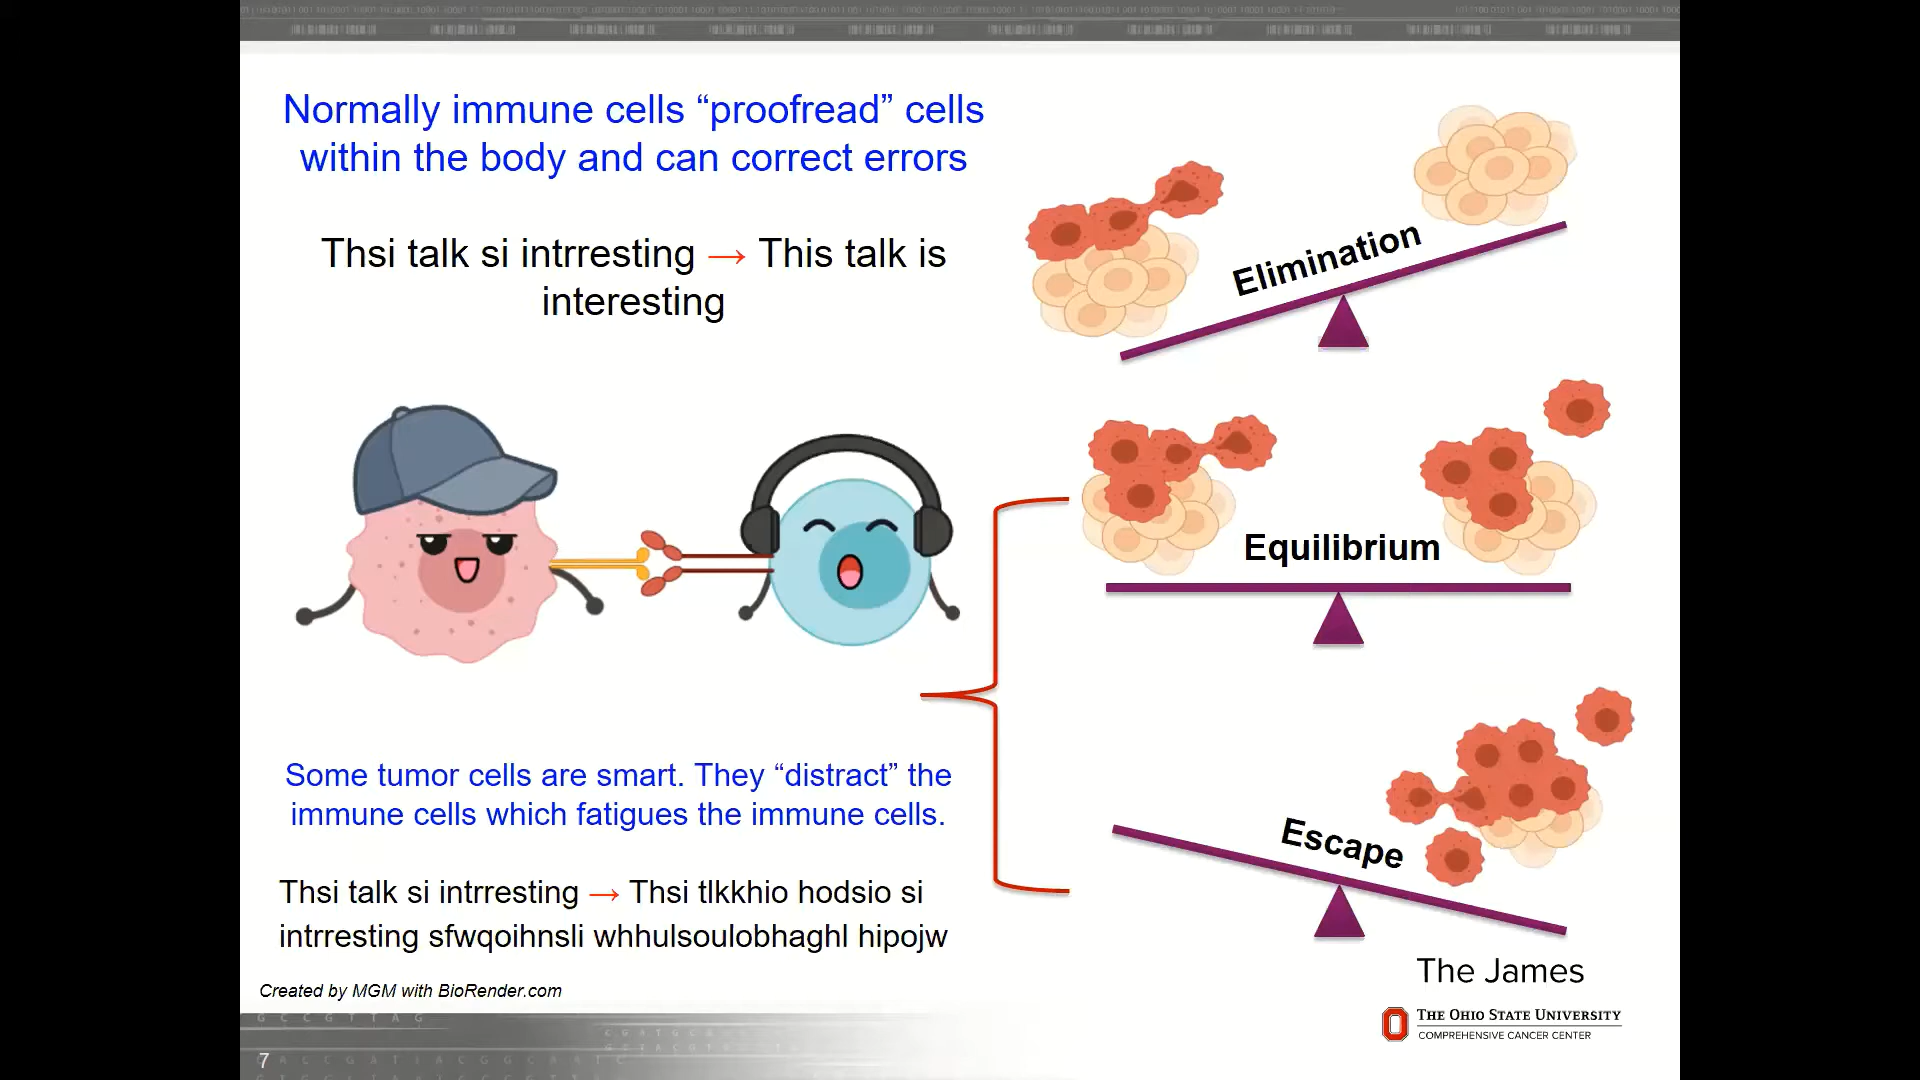 Normally immune cells “proofread” cells
within the body and can correct errors
Thsi talk si intrresting → This talk is
interesting
Elimination
Equilibrium
Some tumor cells are smart. They “distract” the
immune cells which fatigues the immune cells.
Escape
Thsi talk si intrresting → Thsi tlkkhio hodsio si
intrresting sfwqoihnsli whhulsoulobhaghl hipojw
The James
Created by MGM with BioRender.com
THE OHIO STATE UNIVERSITY
COMPREHENSIVE CANCER CENTER
7